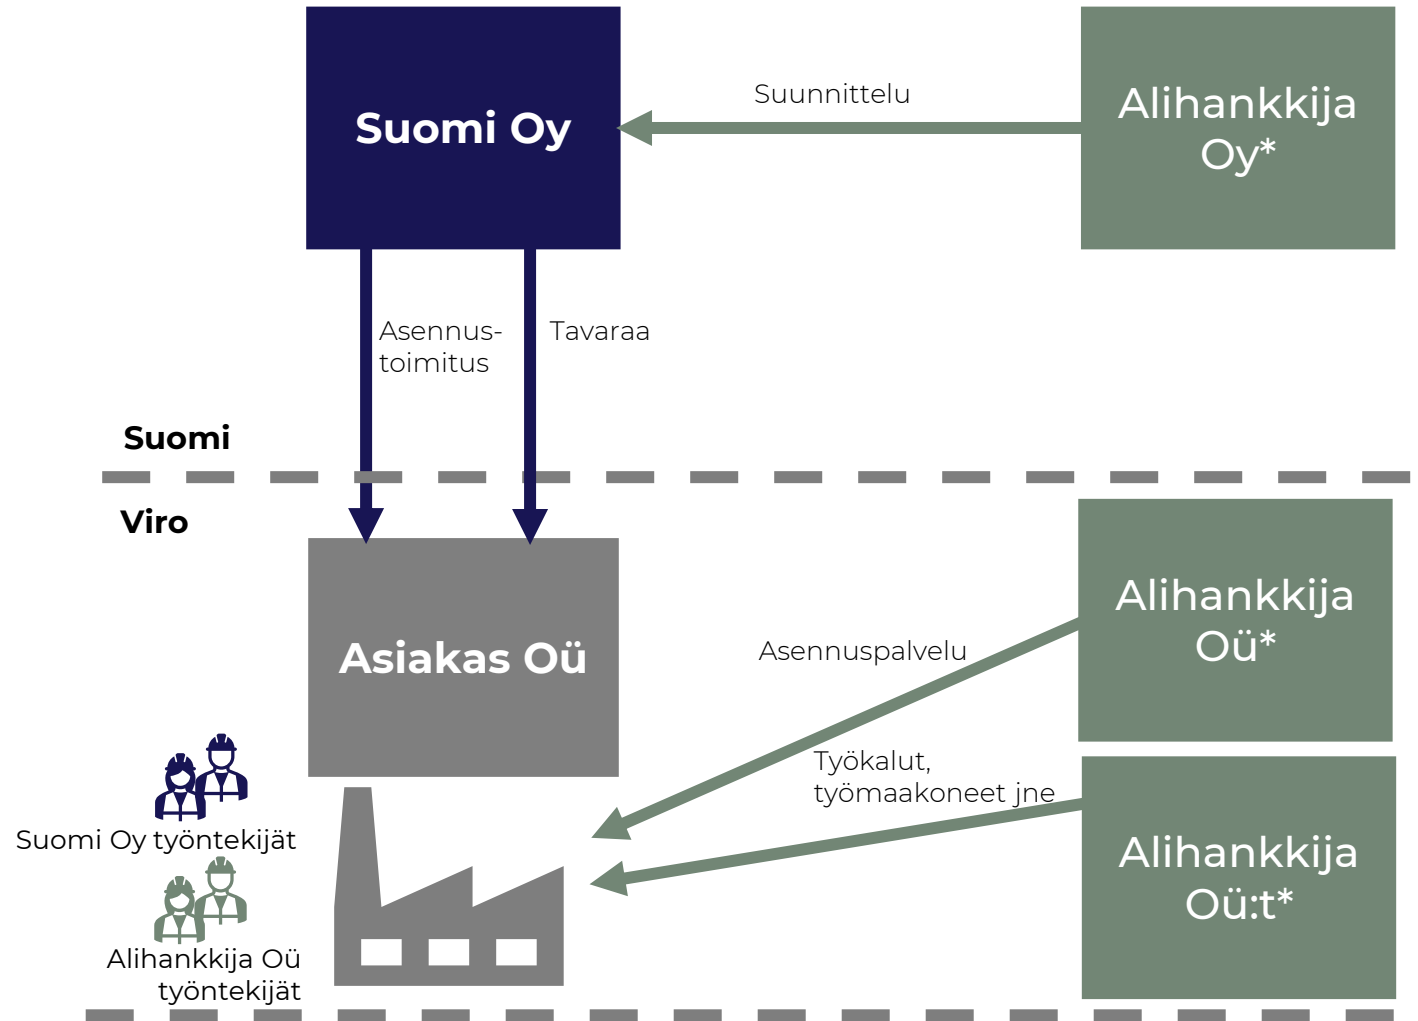 Suomi Oy
Suunnittelu
Alihankkija
Oy*
Asennus-
toimitus
Tavaraa
Suomi
Viro
Asiakas Oü
Asennuspalvelu
Alihankkija
Oü*
Työkalut,
työmaakoneet jne
Alihankkija
Oü:t*
Suomi Oy työntekijät
Alihankkija Oü
työntekijät